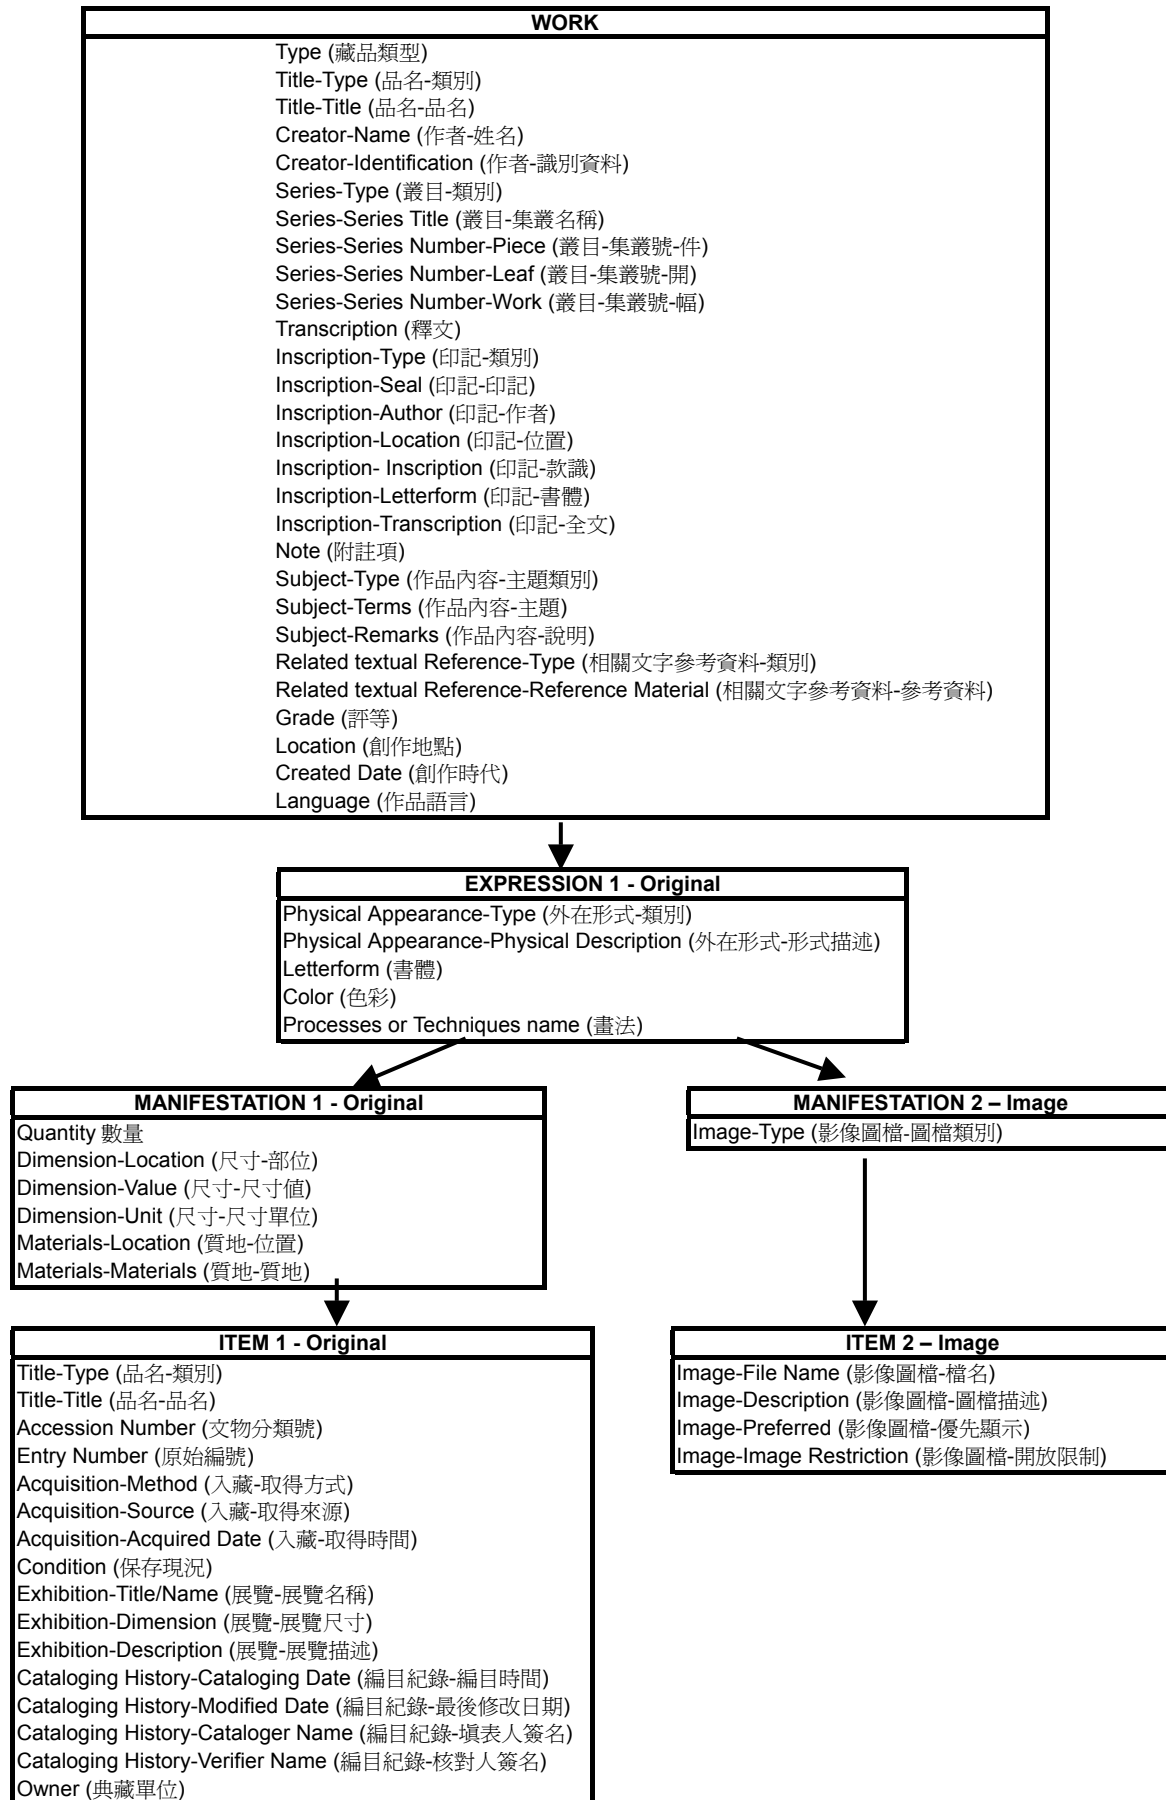 WORK
Type (藏品類型)
Title-Type (品名-類別)
Title-Title (品名-品名)
Creator-Name (作者-姓名)
Creator-Identification (作者-識別資料)
Series-Type (叢目-類別)
Series-Series Title (叢目-集叢名稱)
Series-Series Number-Piece (叢目-集叢號-件)
Series-Series Number-Leaf (叢目-集叢號-開)
Series-Series Number-Work (叢目-集叢號-幅)
Transcription (釋文)
Inscription-Type (印記-類別)
Inscription-Seal (印記-印記)
Inscription-Author (印記-作者)
Inscription-Location (印記-位置)
Inscription- Inscription (印記-款識)
Inscription-Letterform (印記-書體)
Inscription-Transcription (印記-全文)
Note (附註項)
Subject-Type (作品內容-主題類別)
Subject-Terms (作品內容-主題)
Subject-Remarks (作品內容-說明)
Related textual Reference-Type (相關文字參考資料-類別)
Related textual Reference-Reference Material (相關文字參考資料-參考資料)
Grade (評等)
Location (創作地點)
Created Date (創作時代)
Language (作品語言)
EXPRESSION 1 - Original
Physical Appearance-Type (外在形式-類別)
Physical Appearance-Physical Description (外在形式-形式描述)
Letterform (書體)
Color (色彩)
Processes or Techniques name (畫法)
MANIFESTATION 1 - Original
Quantity 數量
Dimension-Location (尺寸-部位)
Dimension-Value (尺寸-尺寸值)
Dimension-Unit (尺寸-尺寸單位)
Materials-Location (質地-位置)
Materials-Materials (質地-質地)
MANIFESTATION 2 – Image
Image-Type (影像圖檔-圖檔類別)
ITEM 1 - Original
Title-Type (品名-類別)
Title-Title (品名-品名)
Accession Number (文物分類號)
Entry Number (原始編號)
Acquisition-Method (入藏-取得方式)
Acquisition-Source (入藏-取得來源)
Acquisition-Acquired Date (入藏-取得時間)
Condition (保存現況)
Exhibition-Title/Name (展覽-展覽名稱)
Exhibition-Dimension (展覽-展覽尺寸)
Exhibition-Description (展覽-展覽描述)
Cataloging History-Cataloging Date (編目紀錄-編目時間)
Cataloging History-Modified Date (編目紀錄-最後修改日期)
Cataloging History-Cataloger Name (編目紀錄-填表人簽名)
Cataloging History-Verifier Name (編目紀錄-核對人簽名)
Owner (典藏單位)
ITEM 2 – Image
Image-File Name (影像圖檔-檔名)
Image-Description (影像圖檔-圖檔描述)
Image-Preferred (影像圖檔-優先顯示)
Image-Image Restriction (影像圖檔-開放限制)